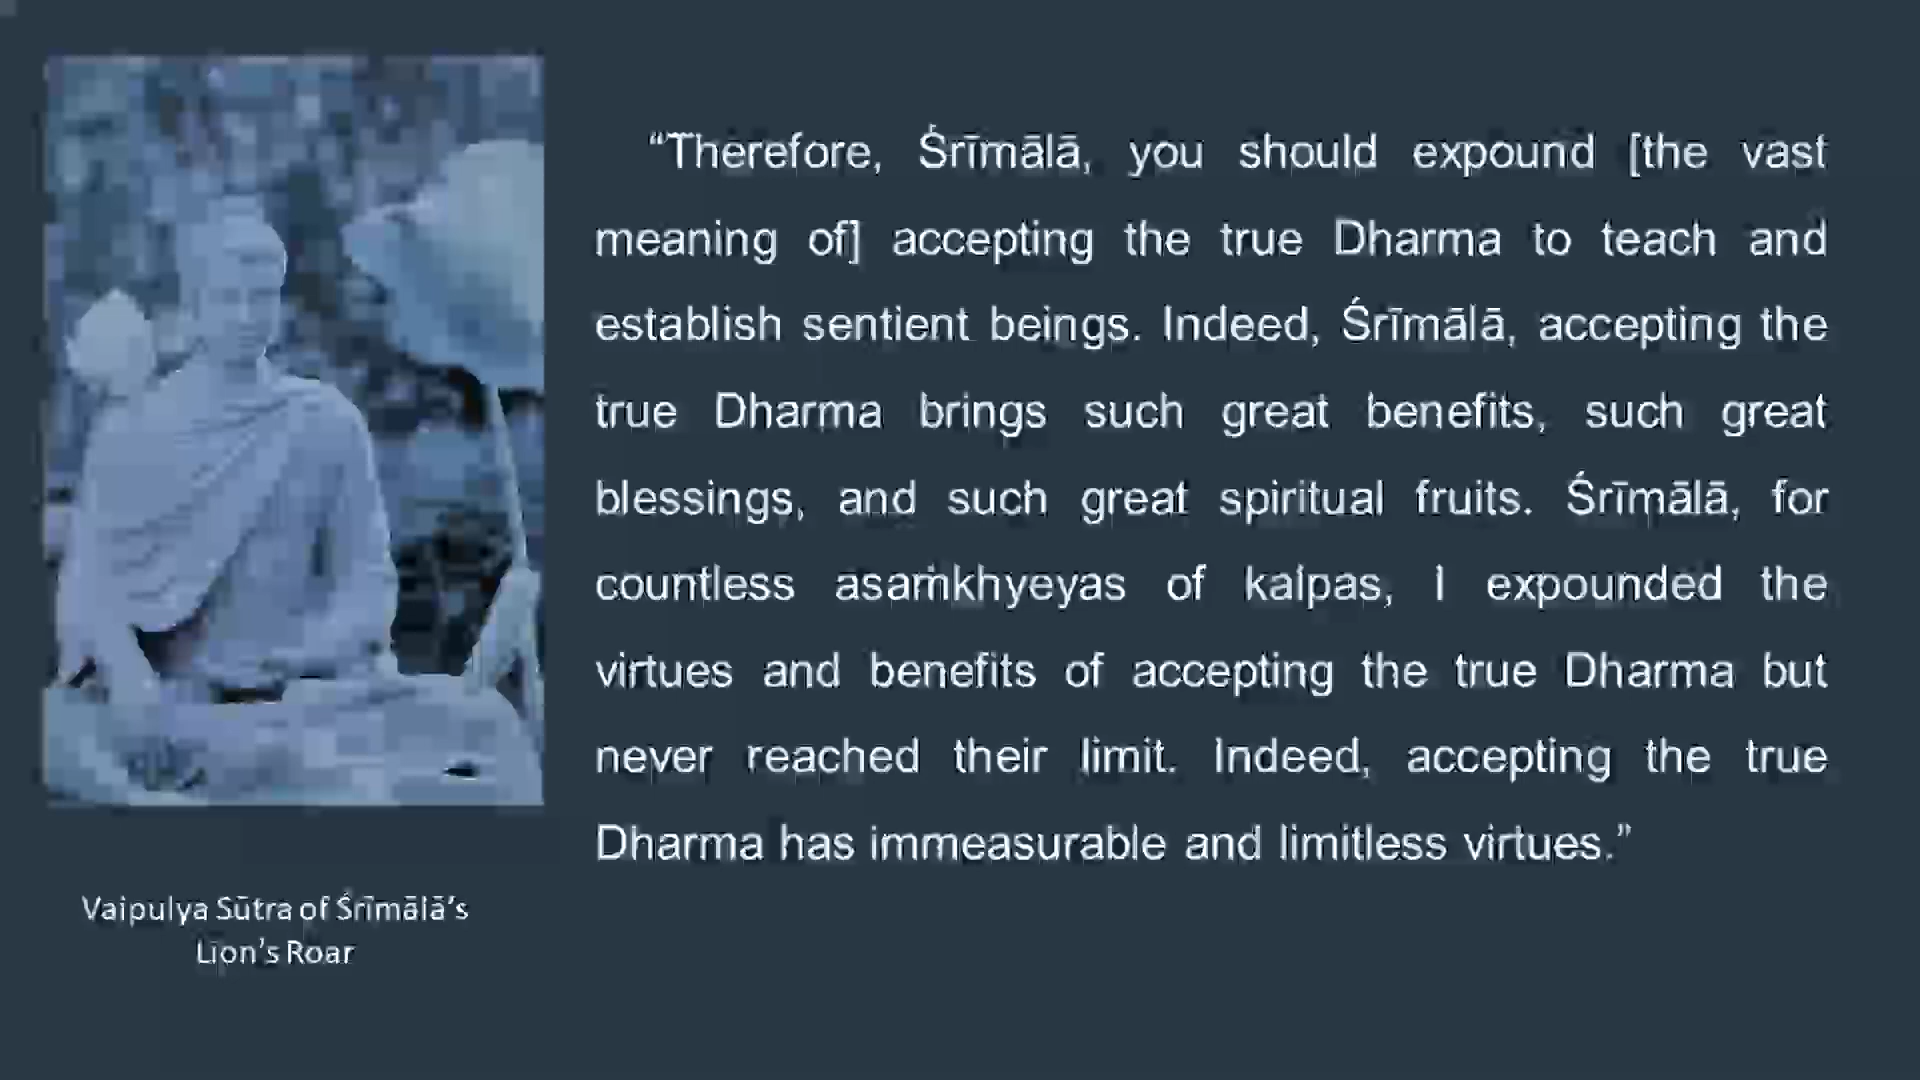 “Therefore, Śrīmālā, you should expound [the vast
meaning of] accepting the true Dharma to teach and
establish sentient beings. Indeed, Śrīmālā, accepting the
true Dharma brings such great benefits, such great
blessings, and such great spiritual fruits. Śrīmālā, for
countless asaṁkhyeyas of kalpas, I expounded the
virtues and benefits of accepting the true Dharma but
never reached their limit. Indeed, accepting the true
Dharma has immeasurable and limitless virtues.”
Vaipulya Sūtra of Śrīmālā’s
Lion’s Roar